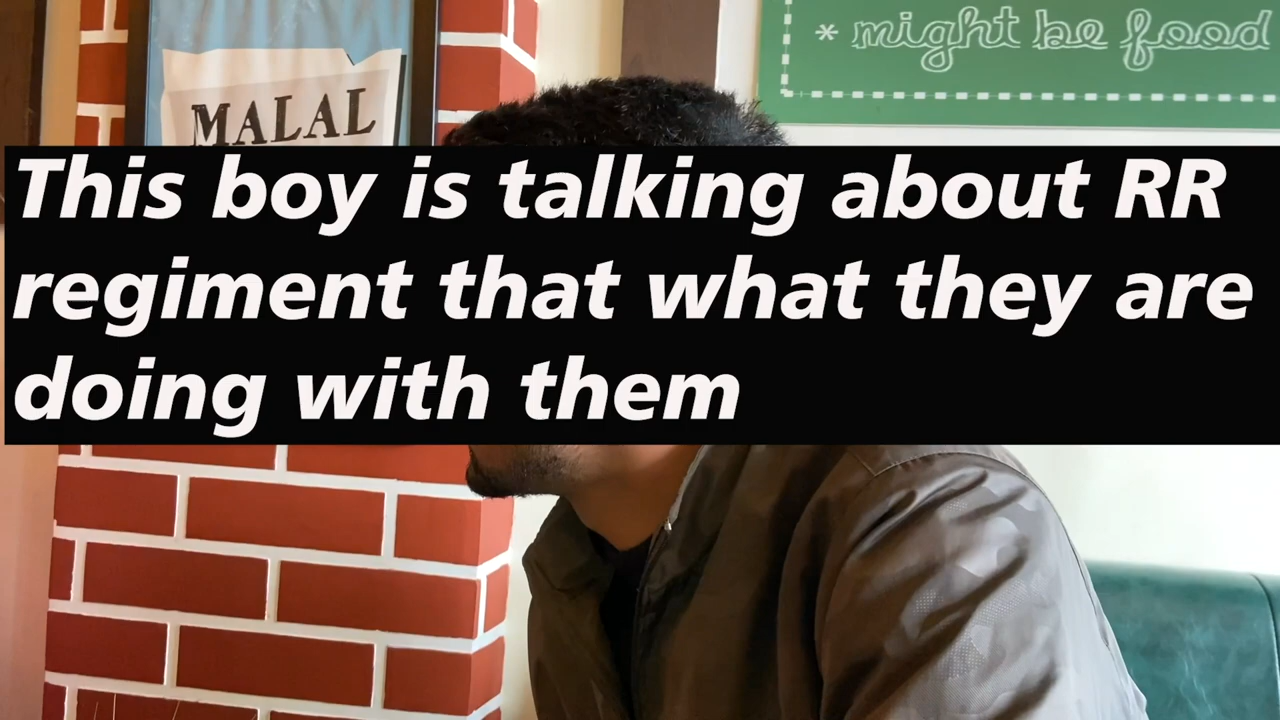 * might be food
MALAL
This boy is talking about RR
regiment that what they are
doing with them